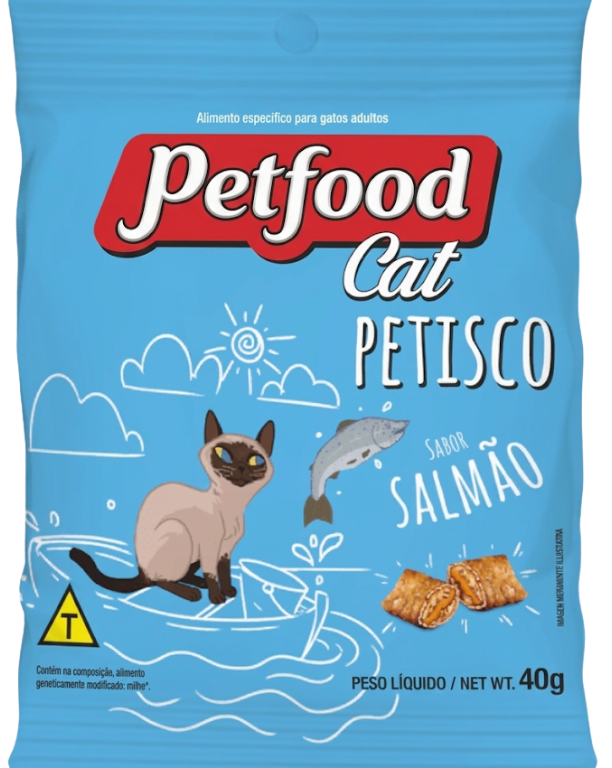 Alimento específico para gatos adultos
Petfood
Cat
PETISCO
SABOR
SALMÃO
IMAGEM MERAMENTE ILUSTRATIVA
T
Contém na composição, alimento
geneticamente modificado: milho*.
PESO LÍQUIDO / NET WT. 40g